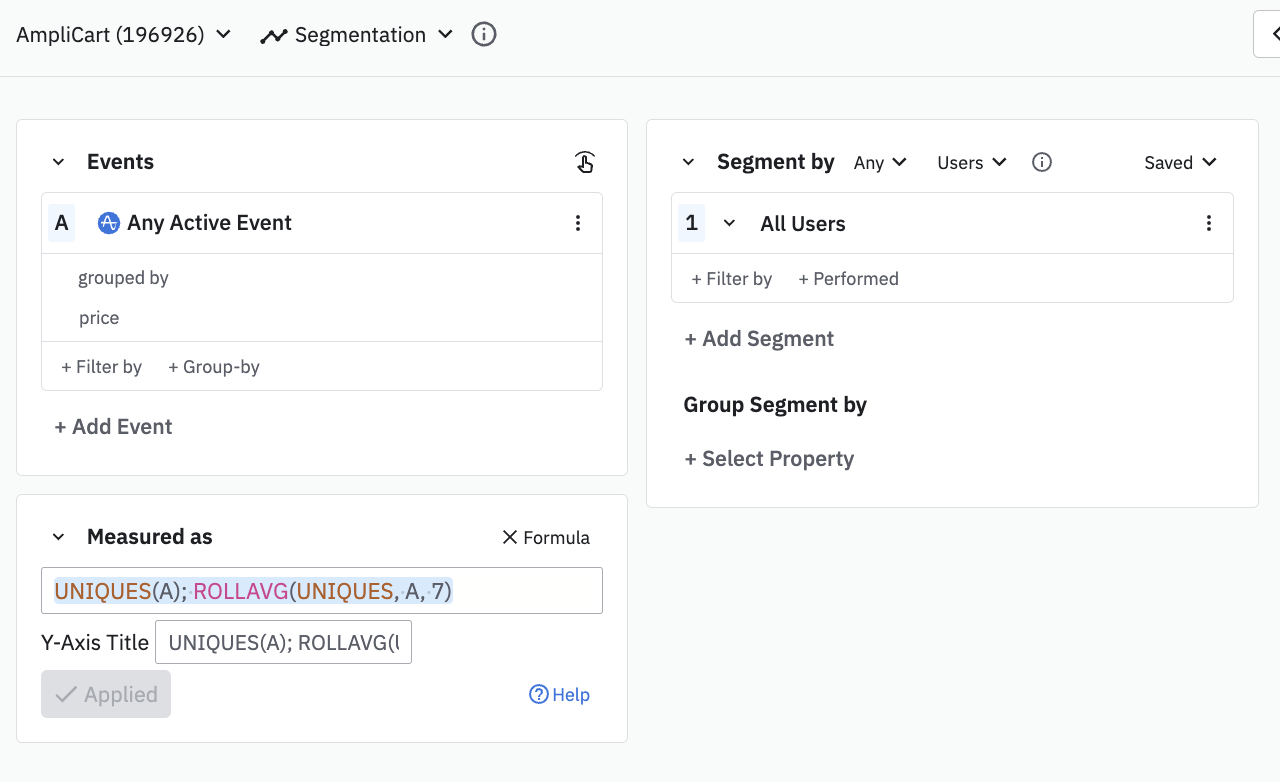 AmpliCart (196926) Segmentation
Events
A Any Active Event
grouped by
price
+ Filter by + Group-by
+ Add Event
Measured as Formula
UNIQUES(A); ROLLAVG(UNIQUES, A, 7)
Y-Axis Title UNIQUES(A); ROLLAVG(
Applied Help
Segment by Any Users Saved
1 All Users
+ Filter by + Performed
+ Add Segment
Group Segment by
+ Select Property